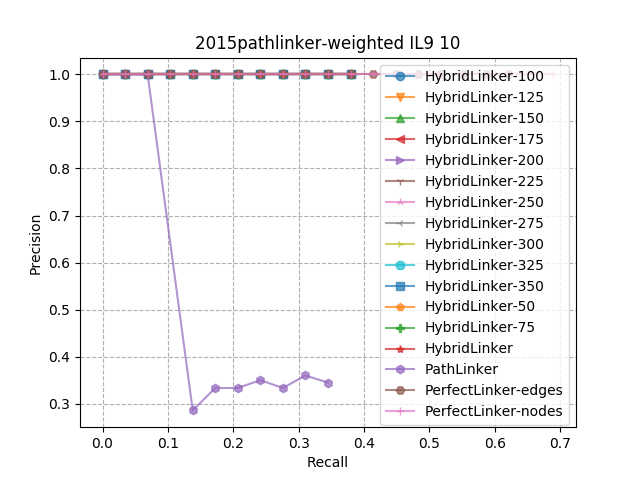 2015pathlinker-weighted IL9 10
Precision
1.0
0.9
0.8
0.7
0.6
0.5
0.4
0.3
HybridLinker-100
HybridLinker-125
HybridLinker-150
HybridLinker-175
HybridLinker-200
HybridLinker-225
HybridLinker-250
HybridLinker-275
HybridLinker-300
HybridLinker-325
HybridLinker-350
HybridLinker-50
HybridLinker-75
HybridLinker
PathLinker
PerfectLinker-edges
PerfectLinker-nodes
0.0 0.1 0.2 0.3 0.4 0.5 0.6 0.7
Recall